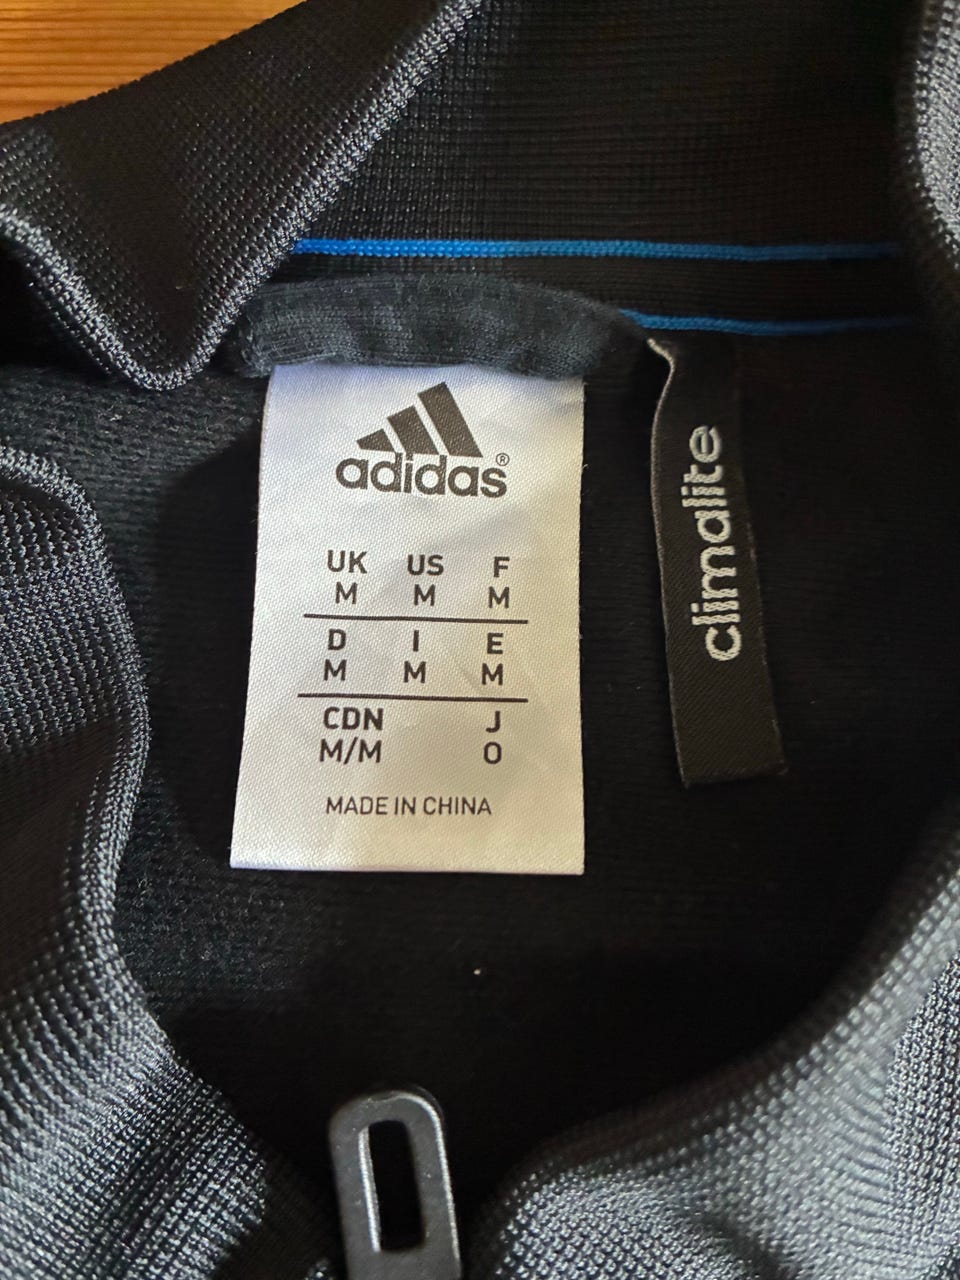 adidas®
UK US F
M M M
D I E
M M M
CDN J
M/M O
MADE IN CHINA
climalite